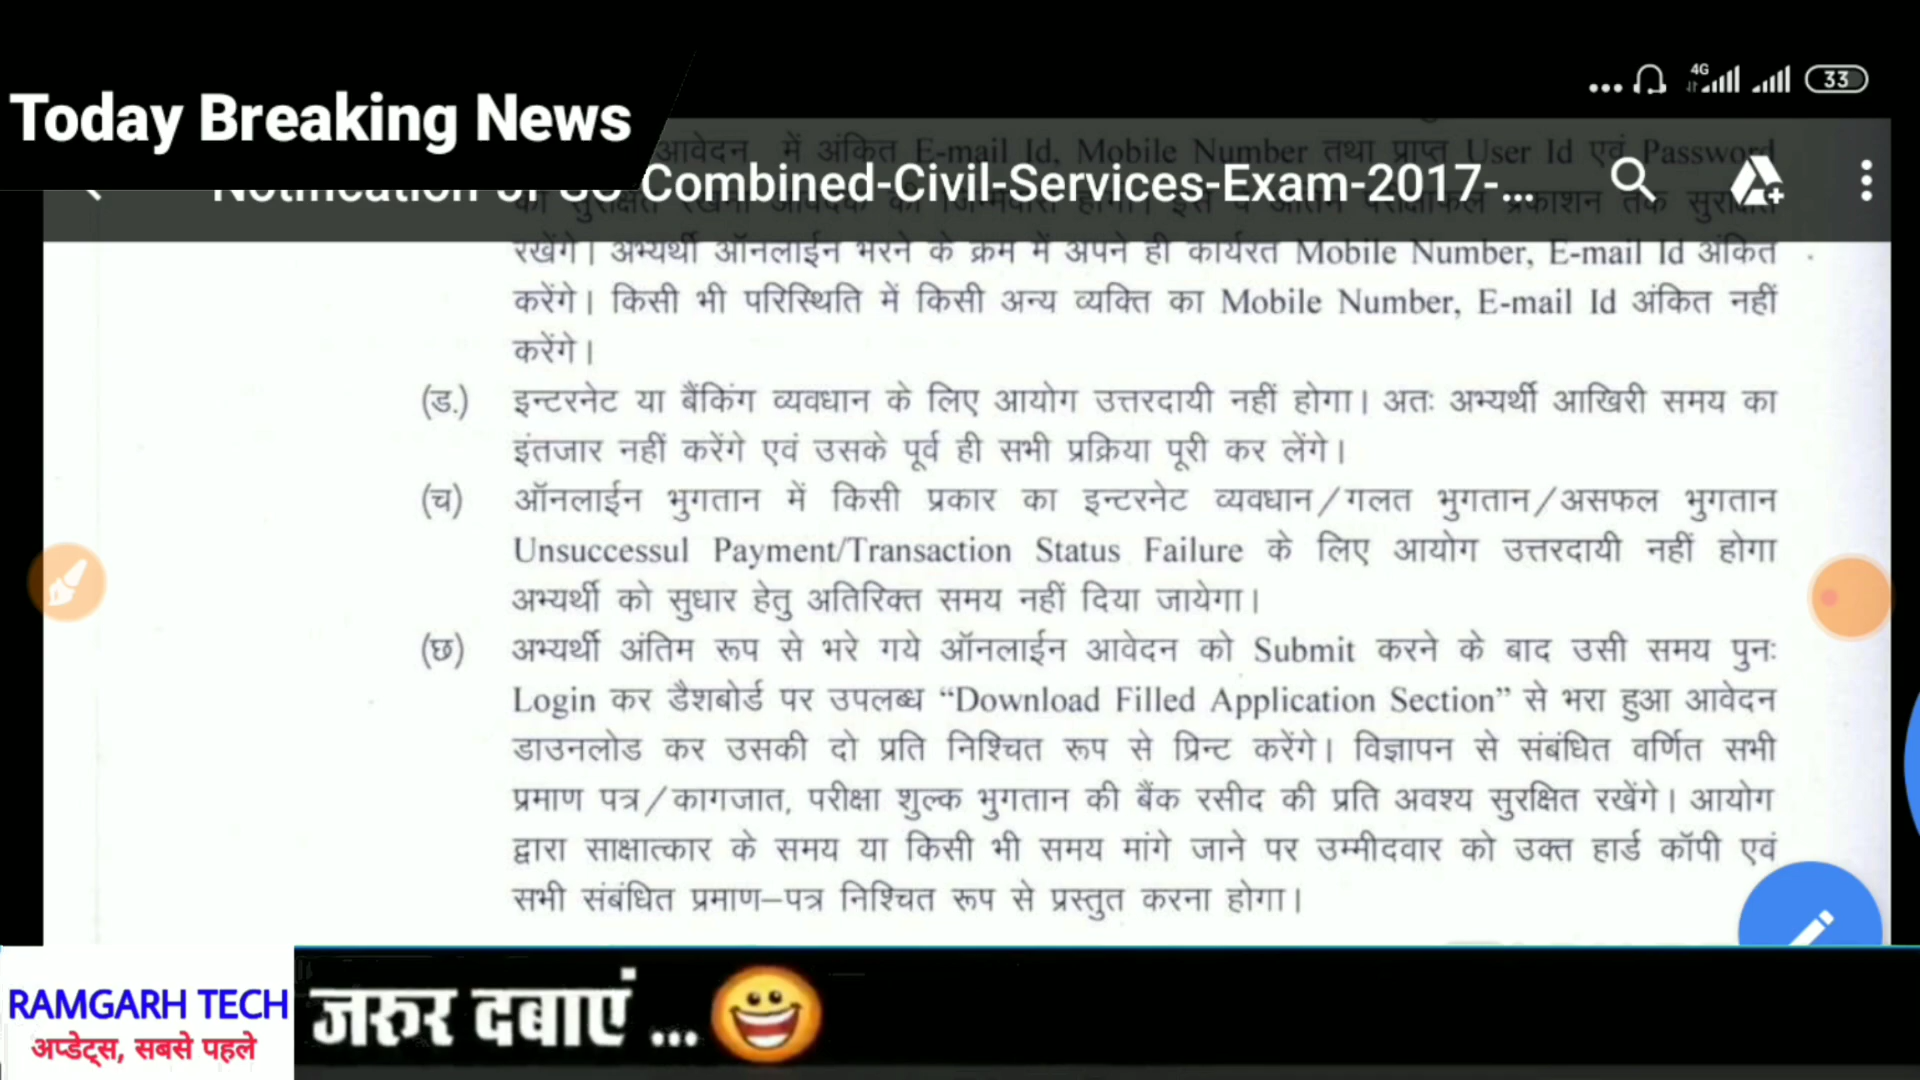 Today Breaking News
4G
33
आवेदन में अंकित E-mail Id, Mobile Number तथा प्राप्त User Id एवं Password
Combined-Civil-Services-Exam-2017-...
प्रकाशन तक
रखेंगे। अभ्यर्थी ऑनलाईन भरने के क्रम में अपने ही कार्यरत Mobile Number, E-mail Id अंकित
करेंगे। किसी भी परिस्थिति में किसी अन्य व्यक्ति का Mobile Number, E-mail Id अंकित नहीं
करेंगे।
(ड.) इन्टरनेट या बैंकिंग व्यवधान के लिए आयोग उत्तरदायी नहीं होगा। अतः अभ्यर्थी आखिरी समय का
इंतजार नहीं करेंगे एवं उसके पूर्व ही सभी प्रक्रिया पूरी कर लेंगे।
(च) ऑनलाईन भुगतान में किसी प्रकार का इन्टरनेट व्यवधान/गलत भुगतान/असफल भुगतान
Unsuccessul Payment/Transaction Status Failure के लिए आयोग उत्तरदायी नहीं होगा
अभ्यर्थी को सुधार हेतु अतिरिक्त समय नहीं दिया जायेगा।
(छ) अभ्यर्थी अंतिम रूप से भरे गये ऑनलाईन आवेदन को Submit करने के बाद उसी समय पुनः
Login कर डैशबोर्ड पर उपलब्ध “Download Filled Application Section” से भरा हुआ आवेदन
डाउनलोड कर उसकी दो प्रति निश्चित रूप से प्रिन्ट करेंगे। विज्ञापन से संबंधित वर्णित सभी
प्रमाण पत्र/कागजात, परीक्षा शुल्क भुगतान की बैंक रसीद की प्रति अवश्य सुरक्षित रखेंगे। आयोग
द्वारा साक्षात्कार के समय या किसी भी समय मांगे जाने पर उम्मीदवार को उक्त हार्ड कॉपी एवं
सभी संबंधित प्रमाण–पत्र निश्चित रूप से प्रस्तुत करना होगा।
RAMGARH TECH
अप्डेट्स, सबसे पहले
जरुर दबाएं ...